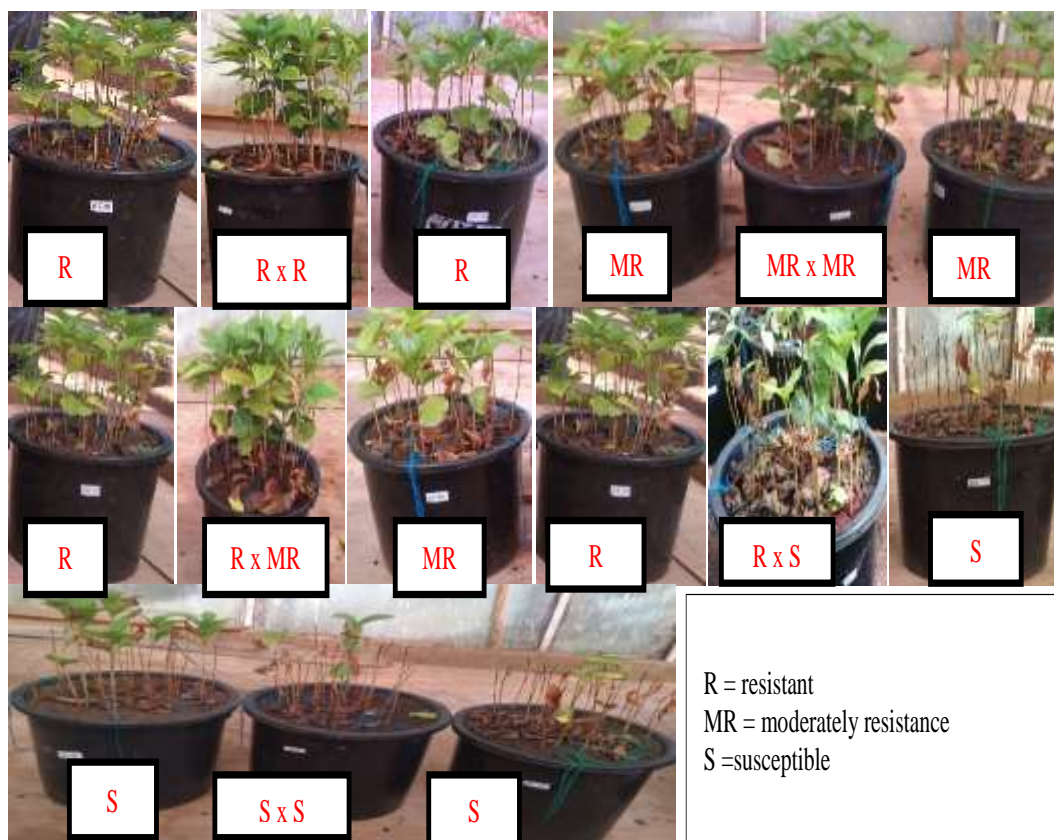 R
R x R
R
MR
MR x MR
MR
R
R x MR
MR
R
R x S
S
S
S x S
S
R = resistant
MR = moderately resistance
S =susceptible